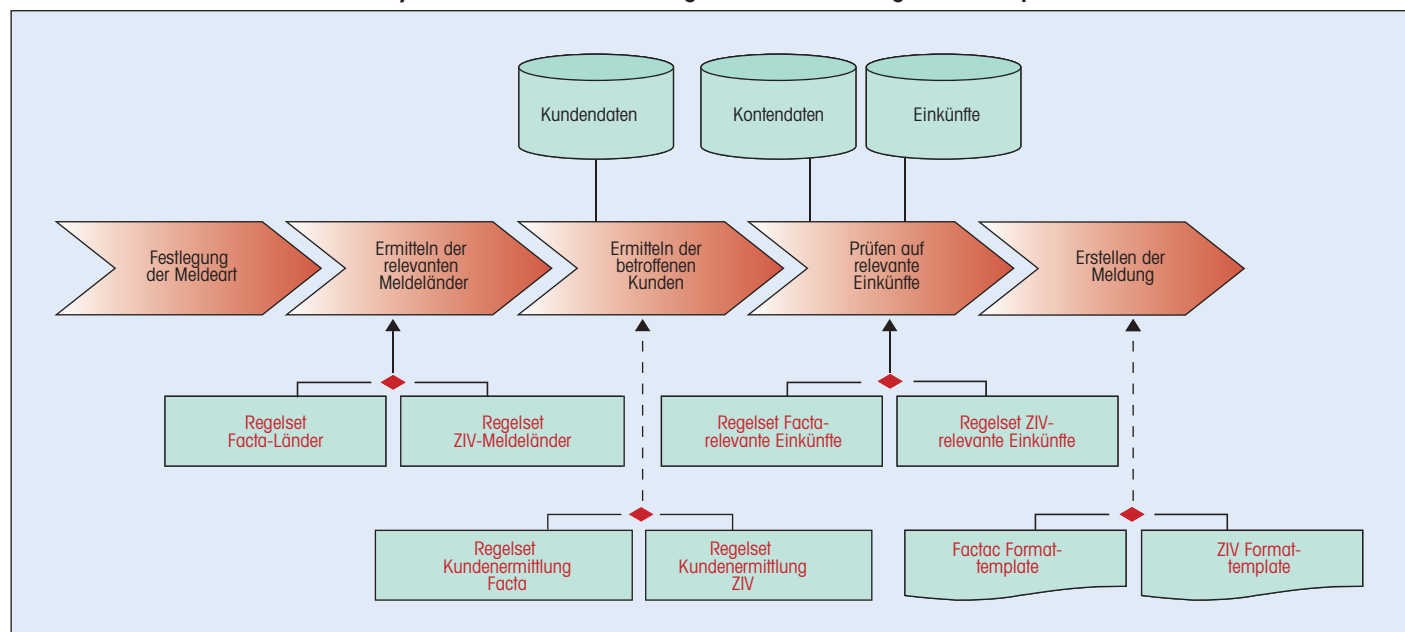 Kundendaten
Kontendaten
Einkünfte
Festlegung
der Meldeart
Ermitteln der
relevanten
Meldeländer
Ermitteln der
betroffenen
Kunden
Prüfen auf
relevante
Einkünfte
Erstellen der
Meldung
Regelset
Facta-Länder
Regelset
ZIV-Meldeländer
Regelset Facta-
relevante Einkünfte
Regelset ZIV-
relevante Einkünfte
Regelset
Kundenermittlung
Facta
Regelset
Kundenermittlung
ZIV
Factac Format-
template
ZIV Format-
template